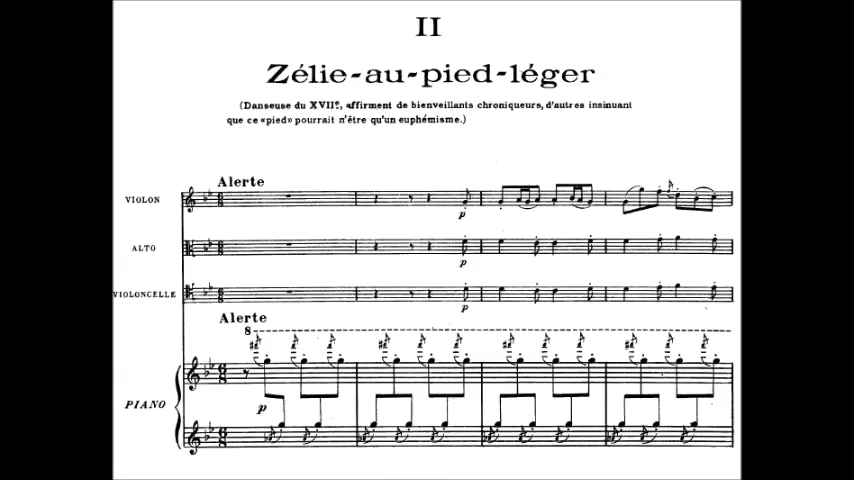 II
Zélie-au-pied-léger
(Danseuse du XVIIe, affirment de bienveillants chroniqueurs, d'autres insinuant
que ce «pied» pourrait n'être qu'un euphémisme.)
Alerte
VIOLON
p
ALTO
p
VIOLONCELLE
p
Alerte
8
PIANO
p